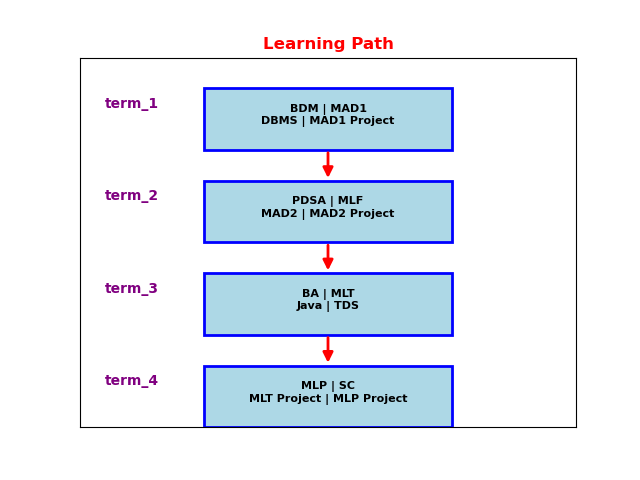 Learning Path
term_1
BDM | MAD1
DBMS | MAD1 Project
term_2
PDSA | MLF
MAD2 | MAD2 Project
term_3
BA | MLT
Java | TDS
term_4
MLP | SC
MLT Project | MLP Project